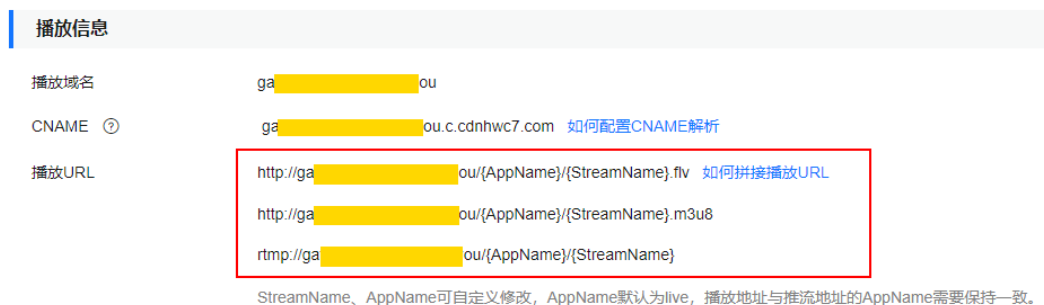 播放信息
播放域名 ga ou
CNAME ? ga ou.c.cdnhwc7.com 如何配置CNAME解析
播放URL http://ga ou/{AppName}/{StreamName}.flv 如何拼接播放URL
http://ga ou/{AppName}/{StreamName}.m3u8
rtmp://ga ou/{AppName}/{StreamName}
StreamName、AppName可自定义修改，AppName默认为live，播放地址与推流地址的AppName需要保持一致。